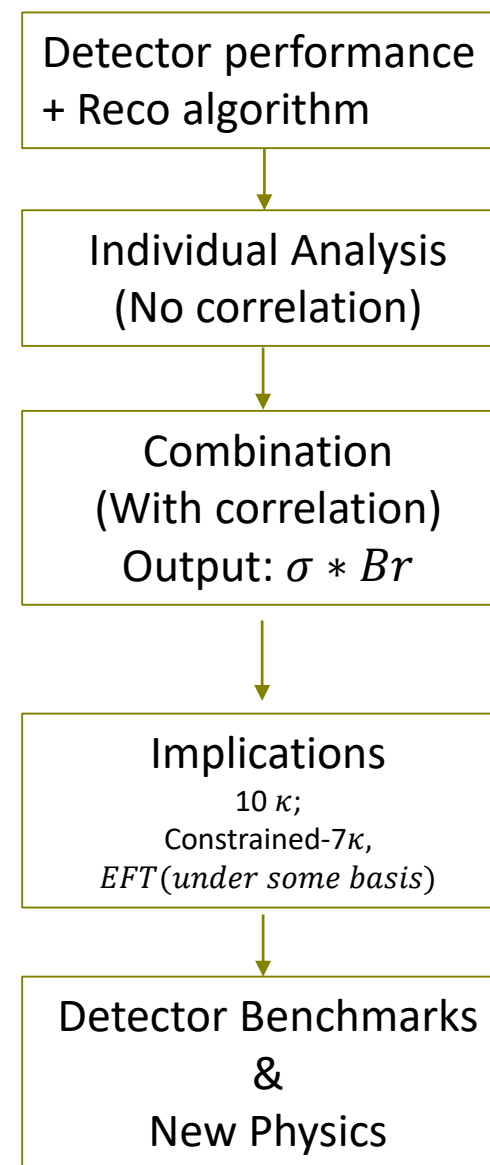 Detector performance
+ Reco algorithm
Individual Analysis
(No correlation)
Combination
(With correlation)
Output: σ ∗ Br
Implications
10 κ;
Constrained-7κ,
EFT(under some basis)
Detector Benchmarks
&
New Physics